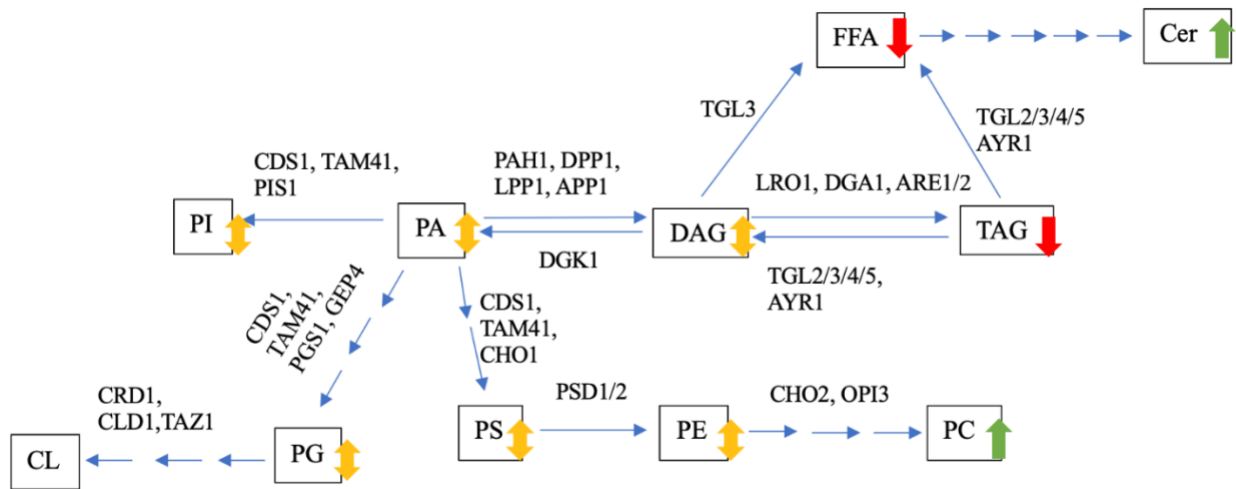 FFA
Cer
TGL3
TGL2/3/4/5
AYR1
CDS1, TAM41,
PIS1
PAH1, DPP1,
LPP1, APP1
LRO1, DGA1, ARE1/2
PI
PA
DAG
TAG
DGK1
TGL2/3/4/5,
AYR1
CDS1,
TAM41,
PGS1, GEP4
CDS1,
TAM41,
CHO1
CRD1,
CLD1,TAZ1
PSD1/2
CHO2, OPI3
CL
PG
PS
PE
PC